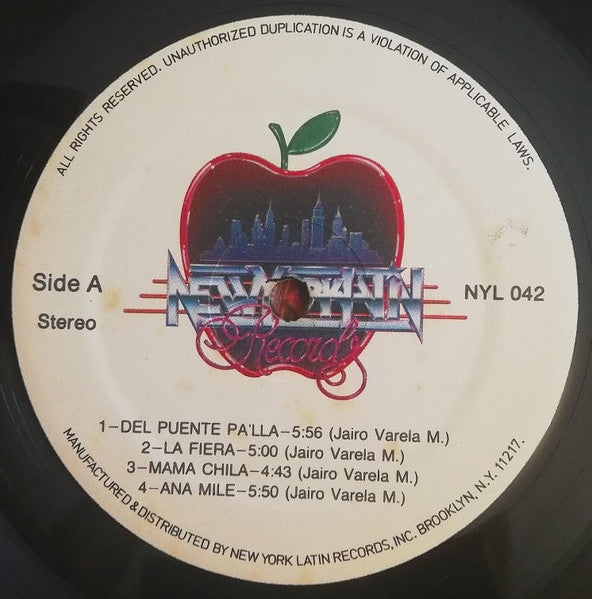 ALL RIGHTS RESERVED. UNAUTHORIZED DUPLICATION IS A VIOLATION OF APPLICABLE LAWS.
NEW YORK LATIN
Records
Side A
NYL 042
Stereo
1-DEL PUENTE PA'LLA-5:56 (Jairo Varela M.)
2-LA FIERA-5:00 (Jairo Varela M.)
3-MAMA CHILA-4:43 (Jairo Varela M.)
4-ANA MILE-5:50 (Jairo Varela M.)
MANUFACTURED & DISTRIBUTED BY NEW YORK LATIN RECORDS, INC. BROOKLYN, N.Y. 11217.